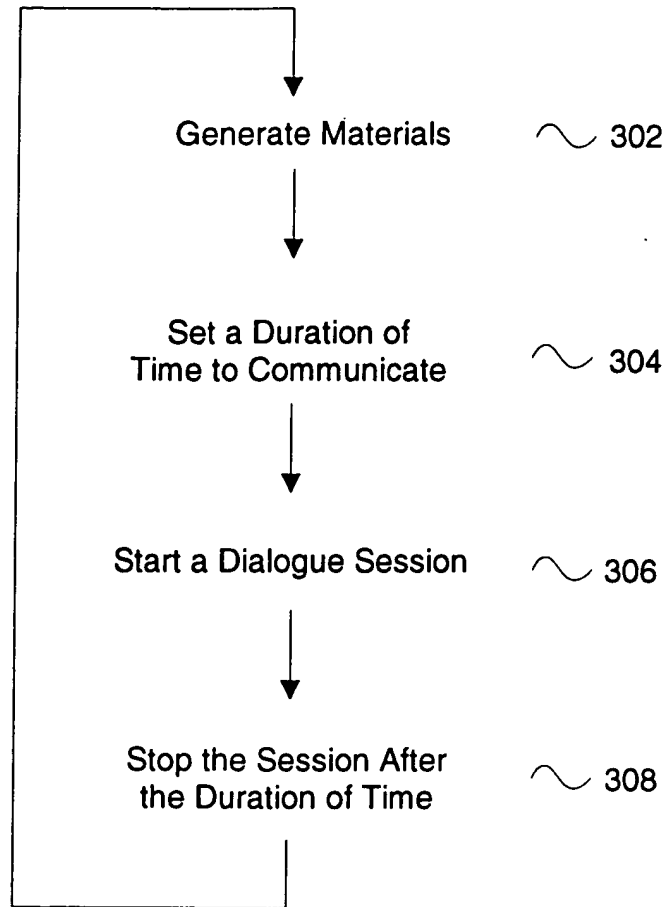 Generate Materials 302
Set a Duration of
Time to Communicate 304
Start a Dialogue Session 306
Stop the Session After
the Duration of Time 308